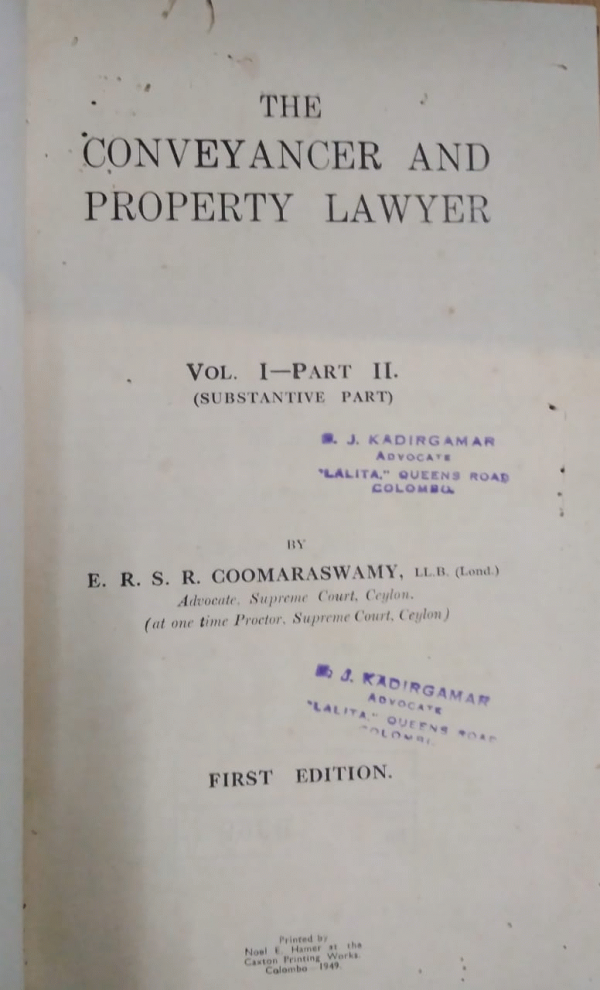 THE
CONVEYANCER AND
PROPERTY LAWYER
VOL. I—PART II.
(SUBSTANTIVE PART)
J. KADIRGAMAR
ADVOCATE
"LALITA," QUEENS ROAD
COLOMBO.
BY
E. R. S. R. COOMARASWAMY, LL.B. (Lond.)
Advocate, Supreme Court, Ceylon.
(at one time Proctor, Supreme Court, Ceylon)
J. KADIRGAMAR
ADVOCATE
"LALITA," QUEENS ROAD
FIRST EDITION.
Printed by
Noel E. Hamer at the
Caxton Printing Works.
Colombo—1949.